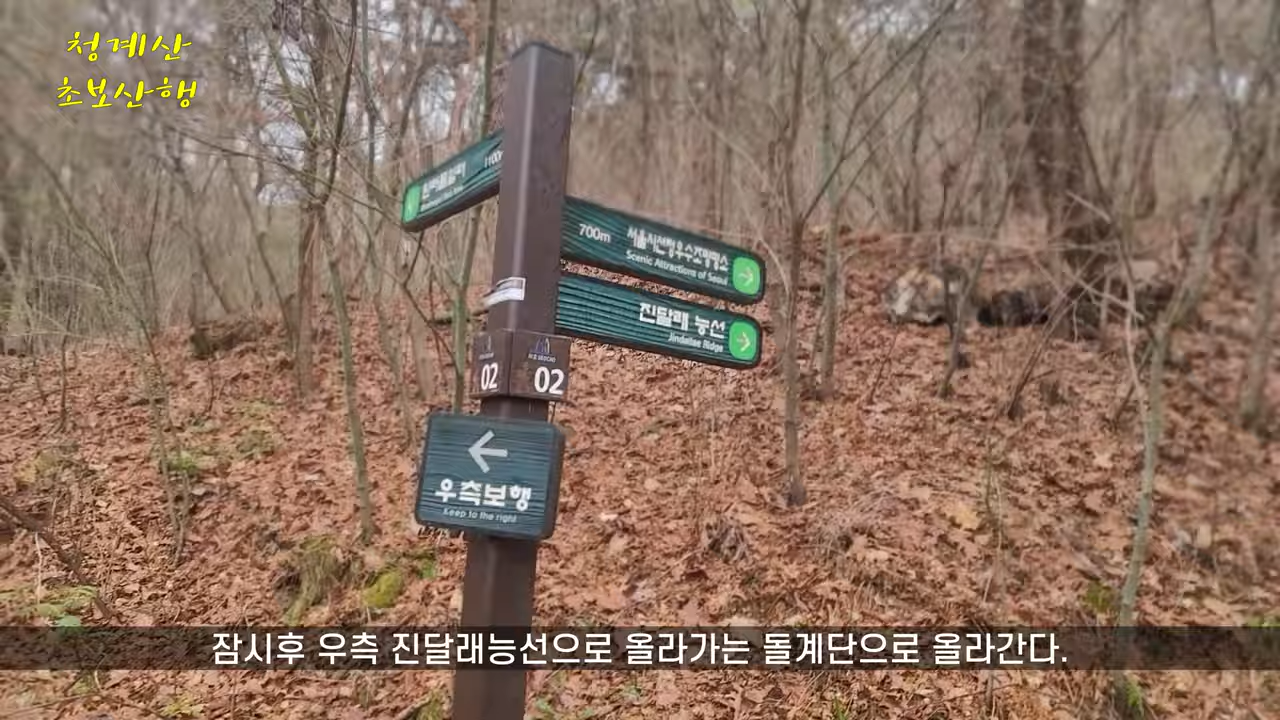 청계산
초보산행
1100m
700m
서울시선정우수조망명소
Scenic Attractions of Seoul
진달래 능선
Jindallae Ridge
02
02
우측보행
Keep to the right
잠시후 우측 진달래능선으로 올라가는 돌계단으로 올라간다.